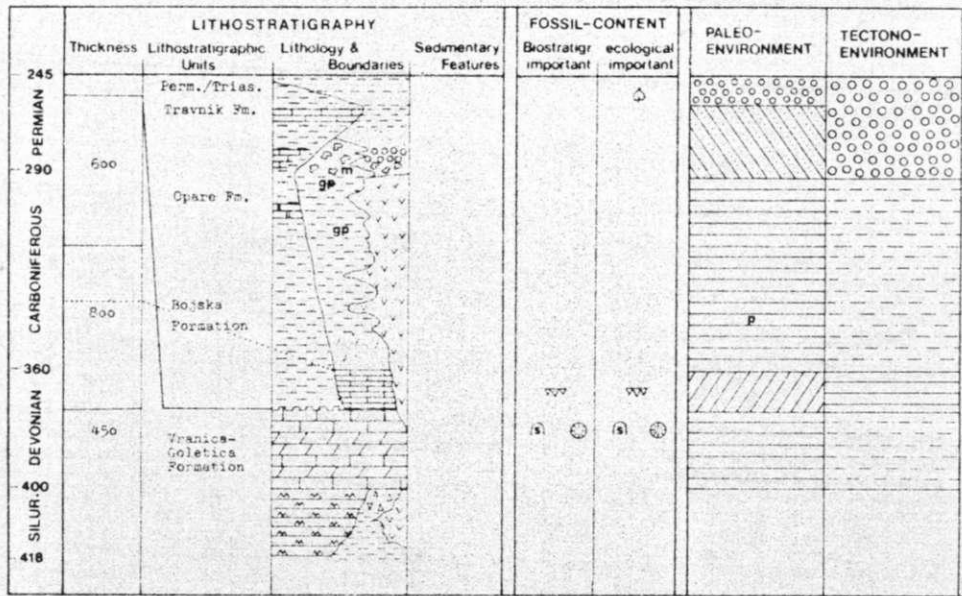 LITHOSTRATIGRAPHY
FOSSIL-CONTENT
PALEO-
ENVIRONMENT
TECTONO-
ENVIRONMENT
Thickness
Lithostratigraphic
Units
Lithology &
Boundaries
Sedimentary
Features
Biostratigr
important
ecological
important
245
Perm./Trias.
Travnik Fm.
PERMIAN
600
290
m
gp
Opare Fm.
gp
CARBONIFEROUS
Bojska
Formation
800
p
360
DEVONIAN
450
s
s
Vranica-
Goletica
Formation
400
SILUR.
418